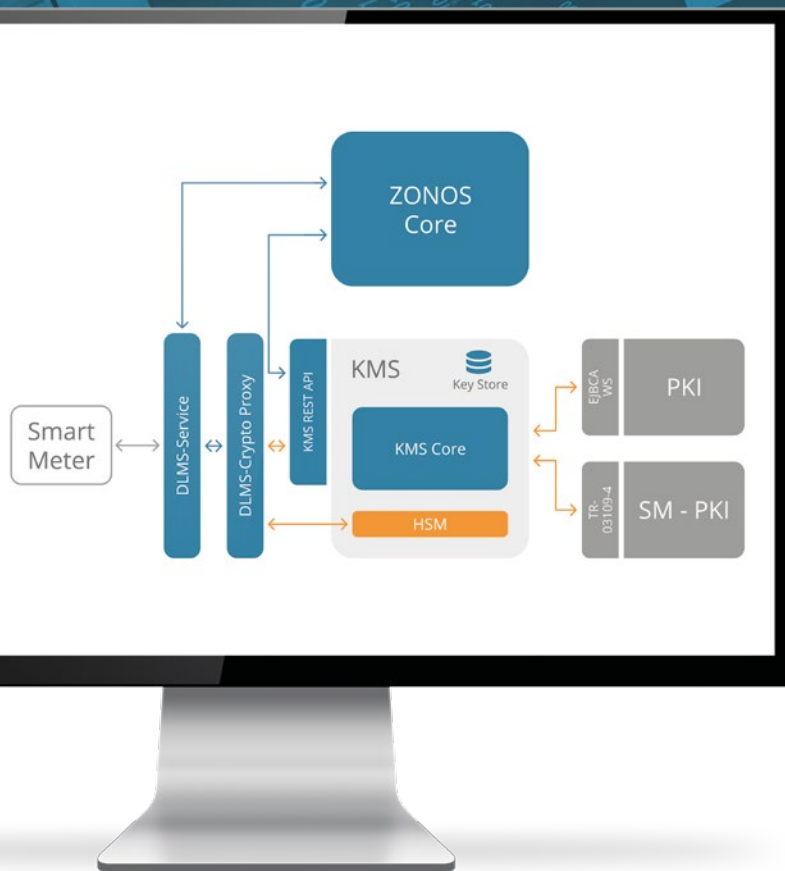 ZONOS
Core
Smart
Meter
DLMS-Service
DLMS-Crypto Proxy
KMS REST API
KMS
Key Store
KMS Core
HSM
EJBCA
WS
PKI
TR-
03109-4
SM - PKI